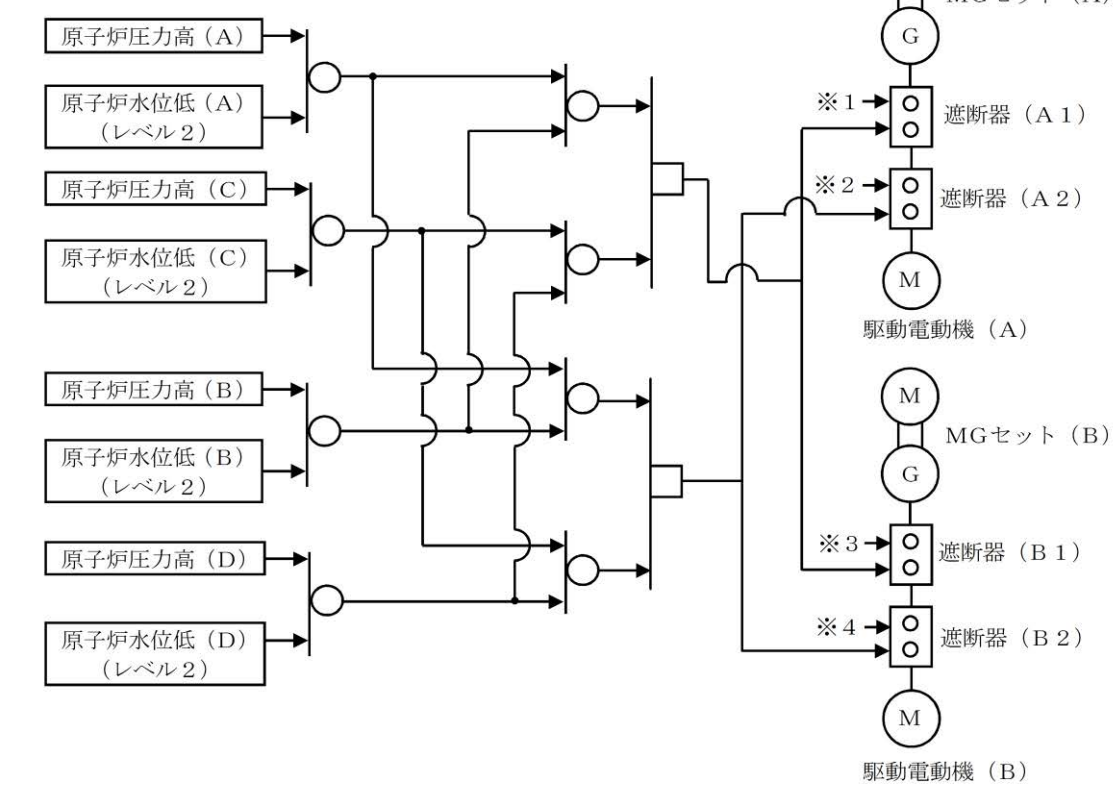 MGセット(A)
原子炉圧力高(A)
G
原子炉水位低(A)
(レベル2)
※1
遮断器(A1)
原子炉圧力高(C)
※2
遮断器(A2)
原子炉水位低(C)
(レベル2)
M
駆動電動機(A)
原子炉圧力高(B)
M
MGセット(B)
原子炉水位低(B)
(レベル2)
G
原子炉圧力高(D)
※3
遮断器(B1)
原子炉水位低(D)
(レベル2)
※4
遮断器(B2)
M
駆動電動機(B)